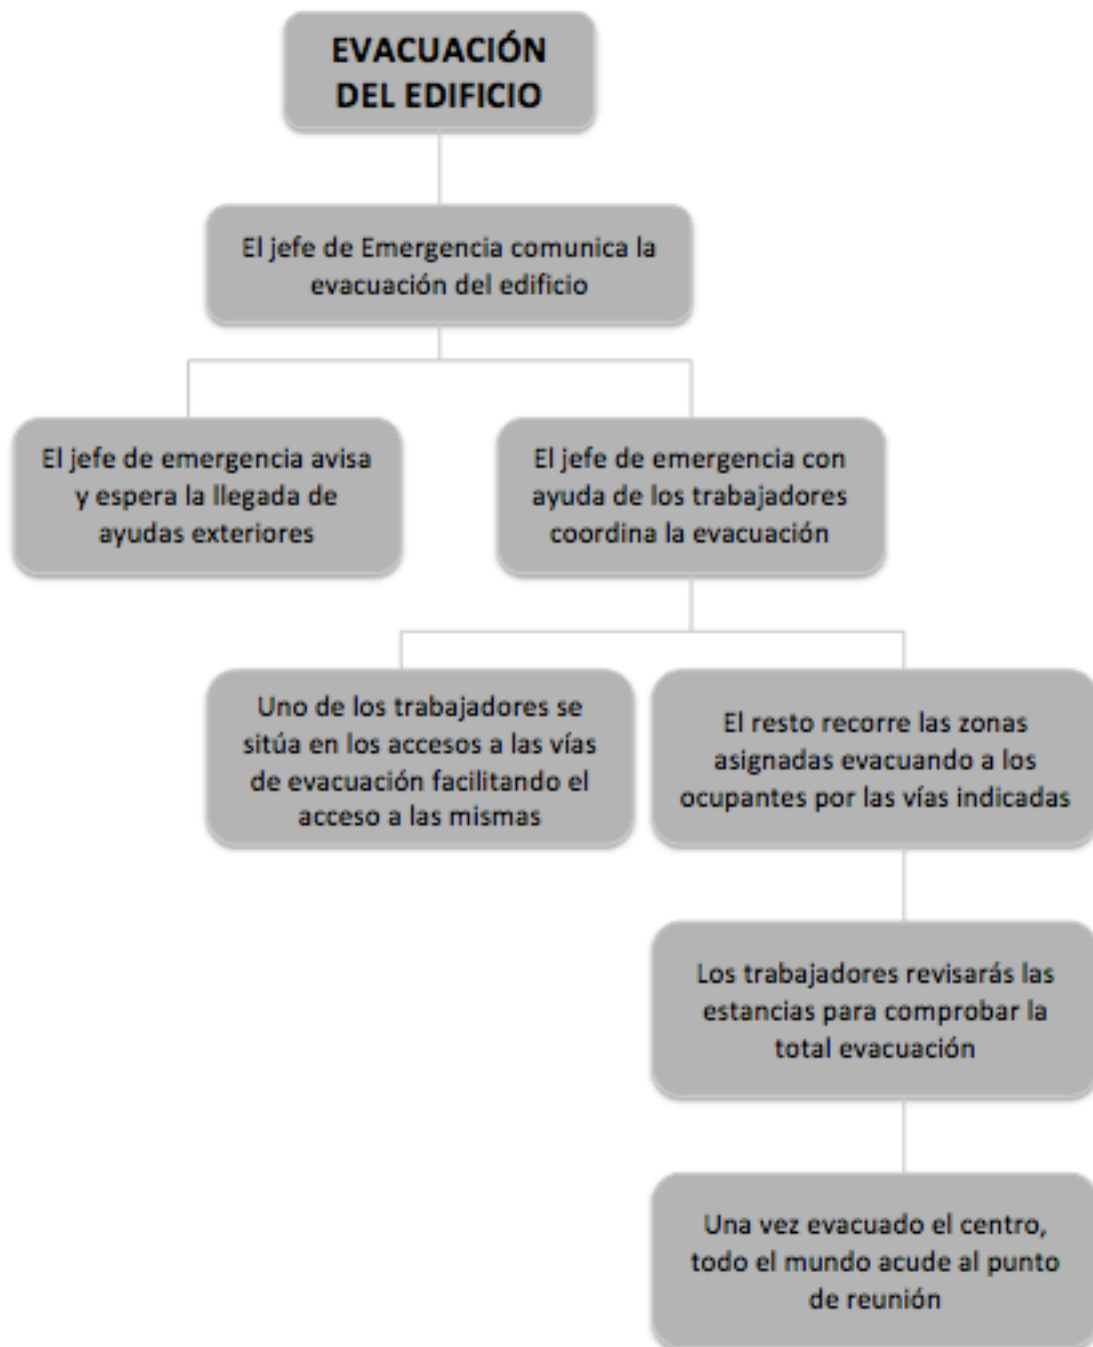 EVACUACIÓN
DEL EDIFICIO
El jefe de Emergencia comunica la
evacuación del edificio
El jefe de emergencia avisa
y espera la llegada de
ayudas exteriores
El jefe de emergencia con
ayuda de los trabajadores
coordina la evacuación
Uno de los trabajadores se
sitúa en los accesos a las vías
de evacuación facilitando el
acceso a las mismas
El resto recorre las zonas
asignadas evacuando a los
ocupantes por las vías indicadas
Los trabajadores revisarás las
estancias para comprobar la
total evacuación
Una vez evacuado el centro,
todo el mundo acude al punto
de reunión